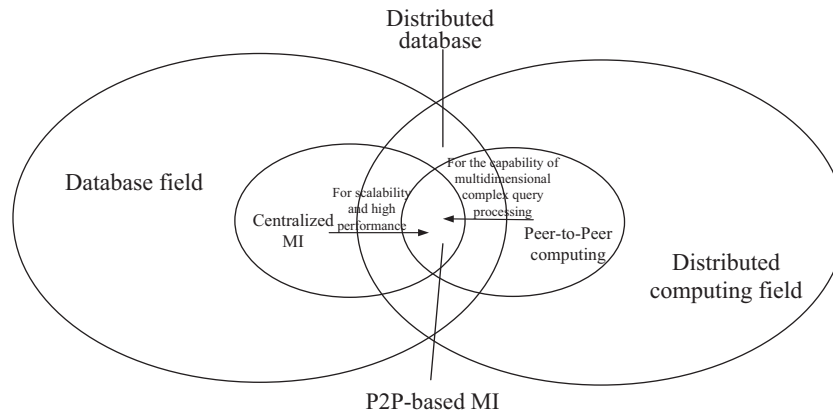 Distributed
database
Database field
For scalability
and high
performance
Centralized
MI
For the capability of
multidimensional
complex query
processing
Peer-to-Peer
computing
Distributed
computing field
P2P-based MI